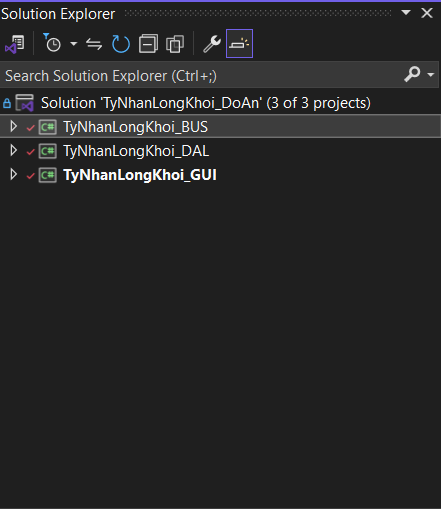 Solution Explorer
Search Solution Explorer (Ctrl+;)
Solution 'TyNhanLongKhoi_DoAn' (3 of 3 projects)
C# TyNhanLongKhoi_BUS
C# TyNhanLongKhoi_DAL
C# TyNhanLongKhoi_GUI